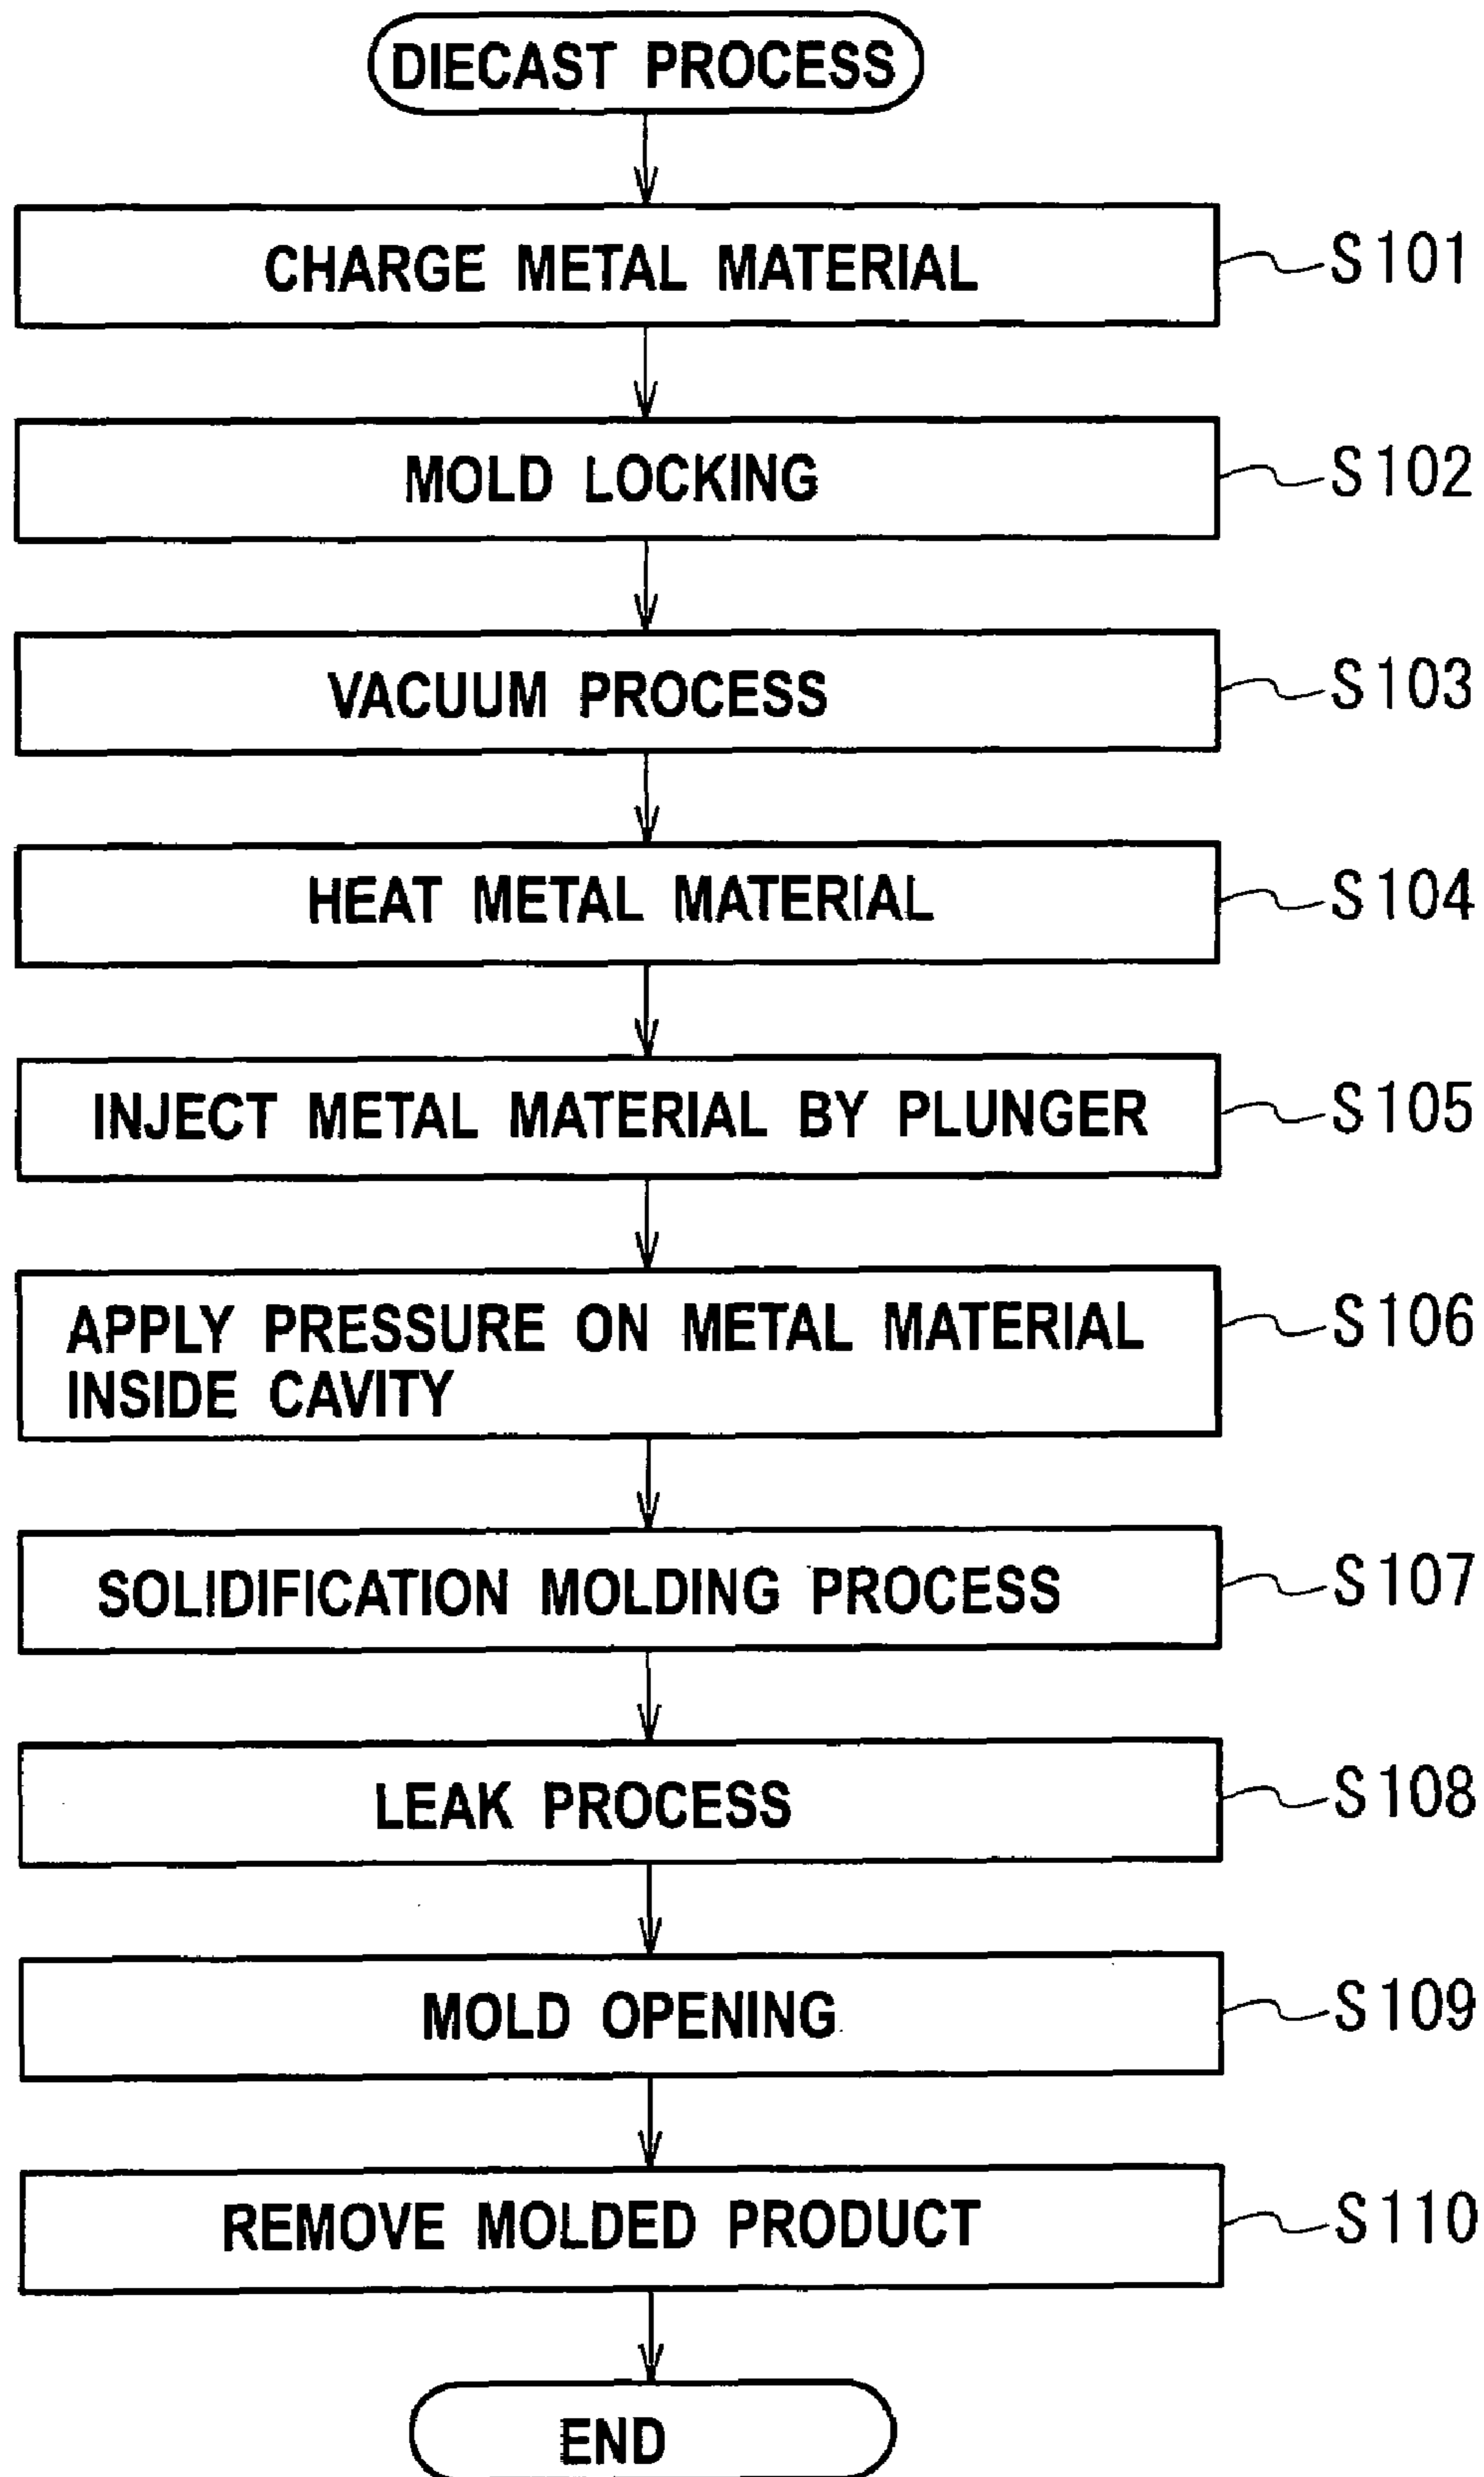 DIECAST PROCESS
CHARGE METAL MATERIAL
S101
MOLD LOCKING
S102
VACUUM PROCESS
S103
HEAT METAL MATERIAL
S104
INJECT METAL MATERIAL BY PLUNGER
S105
APPLY PRESSURE ON METAL MATERIAL
INSIDE CAVITY
S106
SOLIDIFICATION MOLDING PROCESS
S107
LEAK PROCESS
S108
MOLD OPENING
S109
REMOVE MOLDED PRODUCT
S110
END